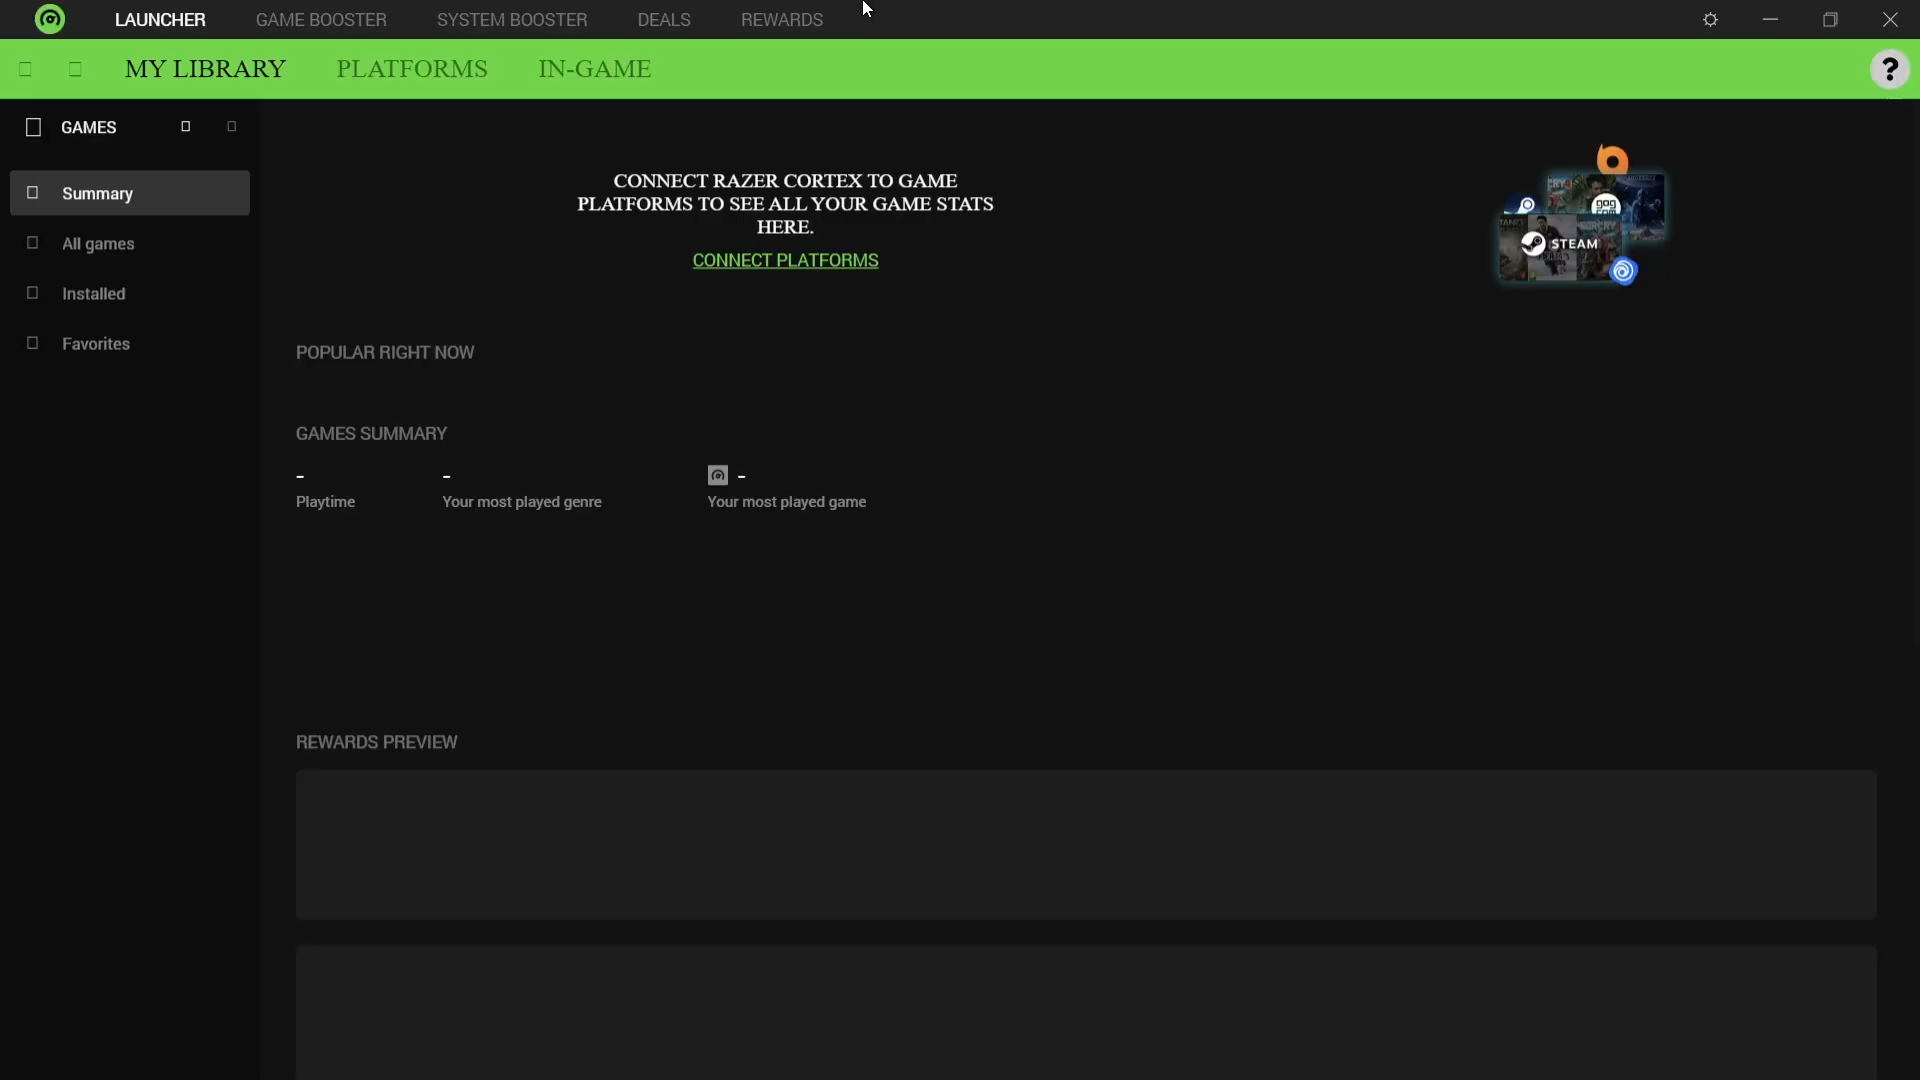 LAUNCHER GAME BOOSTER SYSTEM BOOSTER DEALS REWARDS
MY LIBRARY PLATFORMS IN-GAME ?
GAMES
Summary
All games
Installed
Favorites
CONNECT RAZER CORTEX TO GAME
PLATFORMS TO SEE ALL YOUR GAME STATS
HERE.
CONNECT PLATFORMS
gog
com
STEAM
POPULAR RIGHT NOW
GAMES SUMMARY
- - -
Playtime Your most played genre Your most played game
REWARDS PREVIEW